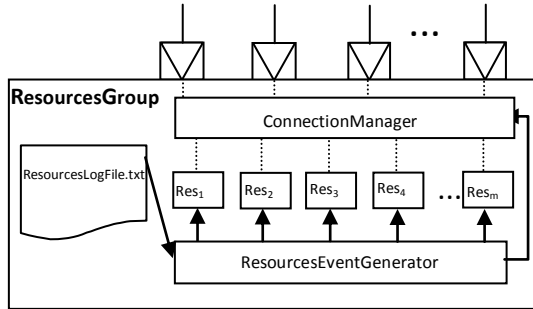 ...
ResourcesGroup
ConnectionManager
ResourcesLogFile.txt
Res1 Res2 Res3 Res4 ... Resm
ResourcesEventGenerator